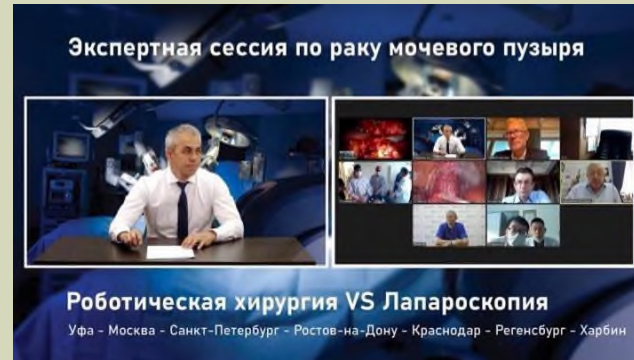 Экспертная сессия по раку мочевого пузыря
Роботическая хирургия VS Лапароскопия
Уфа - Москва - Санкт-Петербург - Ростов-на-Дону - Краснодар - Регенсбург - Харбин